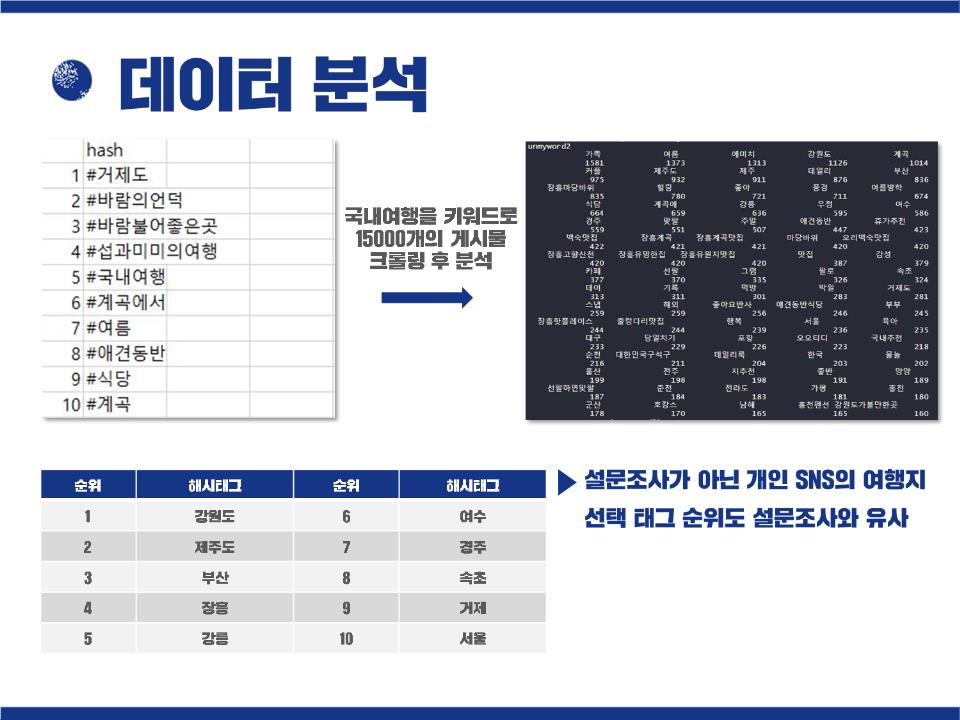 데이터 분석
hash
1 #거제도
2 #바람의언덕
3 #바람불어좋은곳
4 #섭과미미의여행
5 #국내여행
6 #계곡에서
7 #여름
8 #애견동반
9 #식당
10 #계곡
국내여행을 키워드로
15000개의 게시물
크롤링 후 분석
unmyword2
가족 여름 에미치 강원도 계곡
1581 1373 1313 1126 1014
커플 제주도 제주 데일리 부산
975 932 911 876 836
장흥마당바위 힐링 좋아 풍경 여름방학
835 780 721 711 674
식당 계곡에 강릉 우정 여수
664 659 636 595 586
경주 맞팔 주말 애견동반 휴가추천
559 551 507 447 423
백숙맛집 장흥계곡 장흥계곡맛집 마당바위 오리백숙맛집
422 421 421 420 420
장흥고향산천 장흥유명한집 장흥유원지맛집 맛집 감성
420 420 420 387 379
카페 선팔 그램 팔로 속초
377 370 335 326 324
데이 기록 먹방 박일 거제도
313 311 301 283 281
스냅 해외 좋아요반사 애견동반식당 부부
259 259 256 246 245
장흥핫플레이스 출렁다리맛집 행복 서울 육아
244 244 239 236 235
대구 당일치기 포항 오오티디 국내추천
233 229 226 223 218
순천 대한민국구석구 데일리룩 한국 물놀
216 211 204 203 202
울산 전주 지추천 좋반 양양
199 198 198 191 189
선팔하면맞팔 춘천 전라도 가평 홍천
187 184 183 181 180
군산 호캉스 남해 홍천펜션 강원도가볼만한곳
178 170 165 165 160
순위 해시태그 순위 해시태그
1 강원도 6 여수
2 제주도 7 경주
3 부산 8 속초
4 장흥 9 거제
5 강릉 10 서울
설문조사가 아닌 개인 SNS의 여행지
선택 태그 순위도 설문조사와 유사